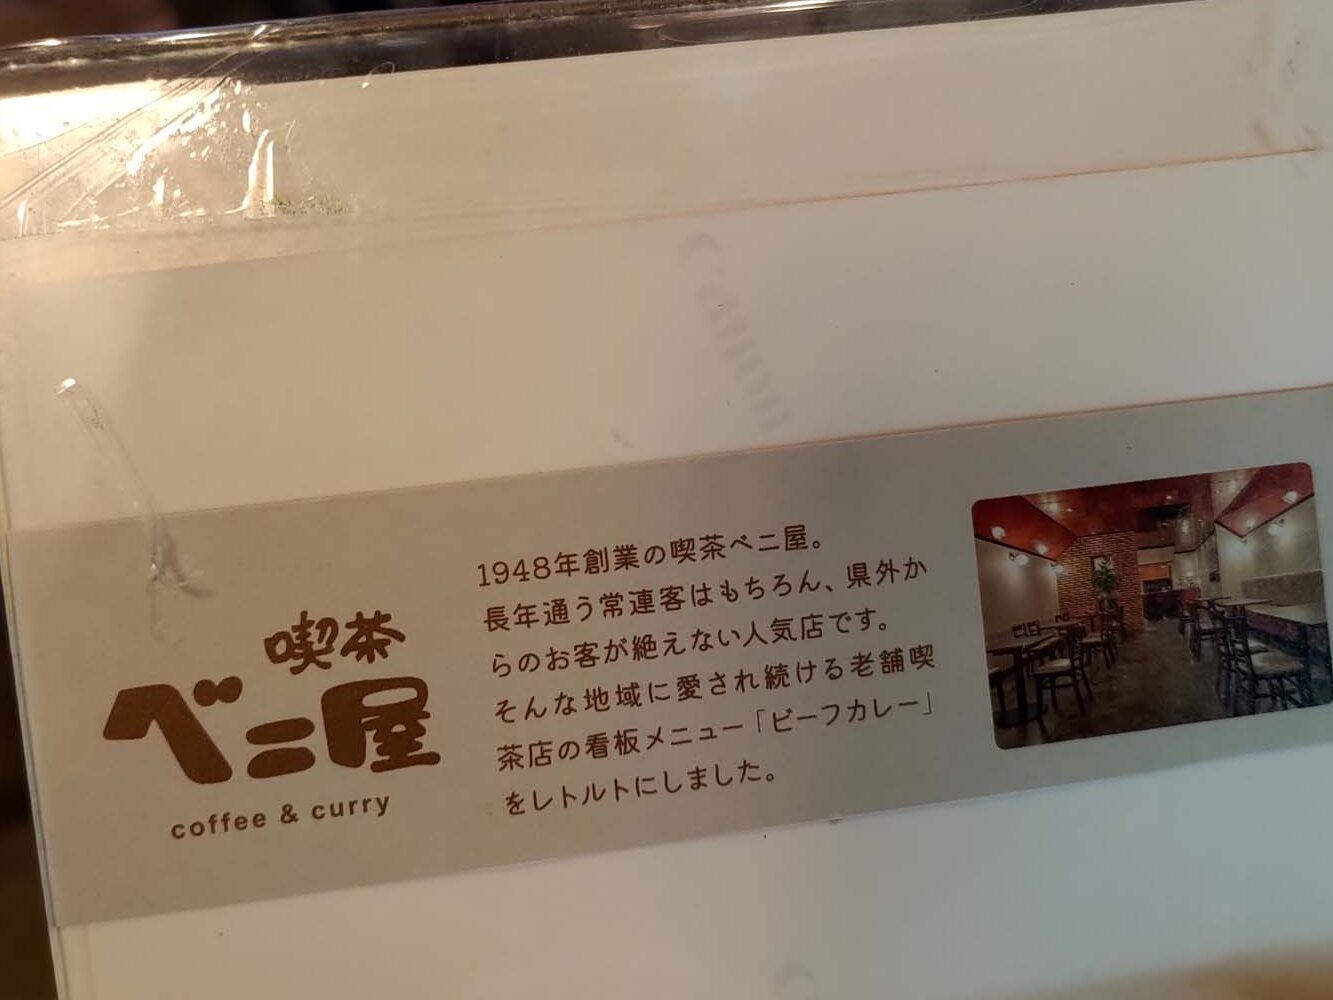 喫茶
べニ屋
coffee & curry
1948年創業の喫茶べニ屋。
長年通う常連客はもちろん、県外か
らのお客が絶えない人気店です。
そんな地域に愛され続ける老舗喫
茶店の看板メニュー「ビーフカレー」
をレトルトにしました。